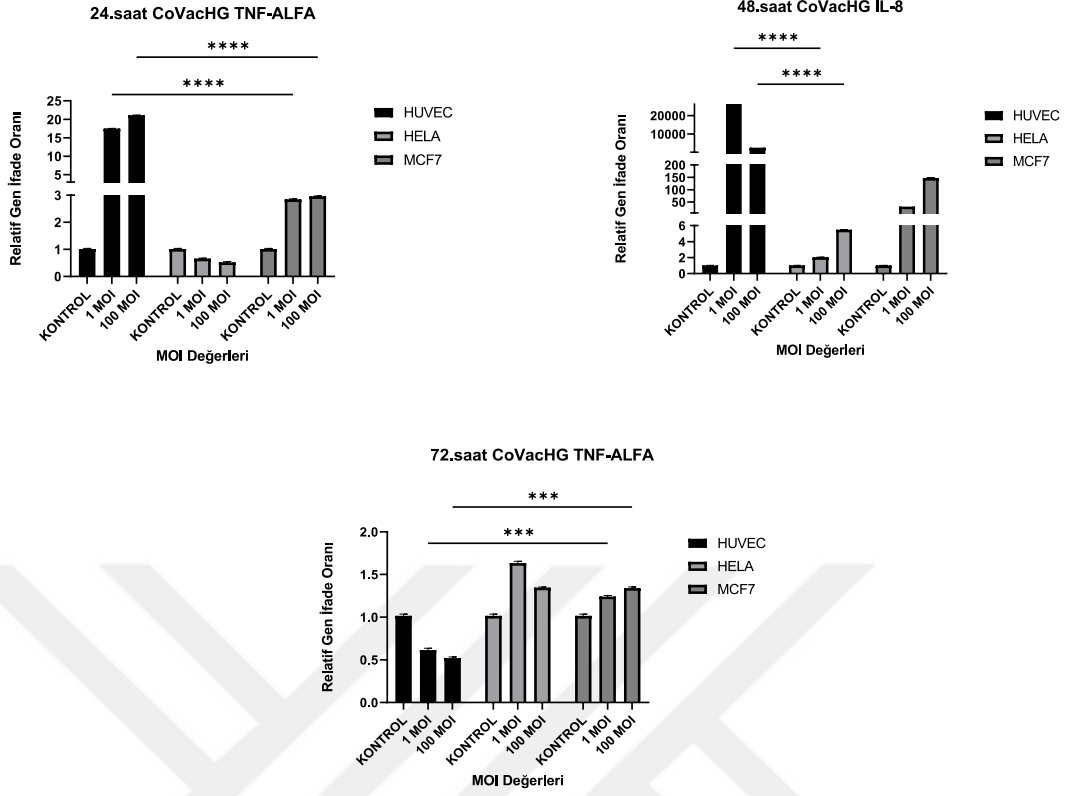 24.saat CoVacHG TNF-ALFA
****
****
Relatif Gen İfade Oranı
25
20
15
10
5
3
2
1
0
KONTROL
1 MOI
100 MOI
KONTROL
1 MOI
100 MOI
KONTROL
1 MOI
100 MOI
MOI Değerleri
HUVEC
HELA
MCF7
48.saat CoVacHG IL-8
****
****
Relatif Gen İfade Oranı
20000
10000
200
150
100
50
6
4
2
0
KONTROL
1 MOI
100 MOI
KONTROL
1 MOI
100 MOI
KONTROL
1 MOI
100 MOI
MOI Değerleri
HUVEC
HELA
MCF7
72.saat CoVacHG TNF-ALFA
***
***
Relatif Gen İfade Oranı
2.0
1.5
1.0
0.5
0.0
KONTROL
1 MOI
100 MOI
KONTROL
1 MOI
100 MOI
KONTROL
1 MOI
100 MOI
MOI Değerleri
HUVEC
HELA
MCF7